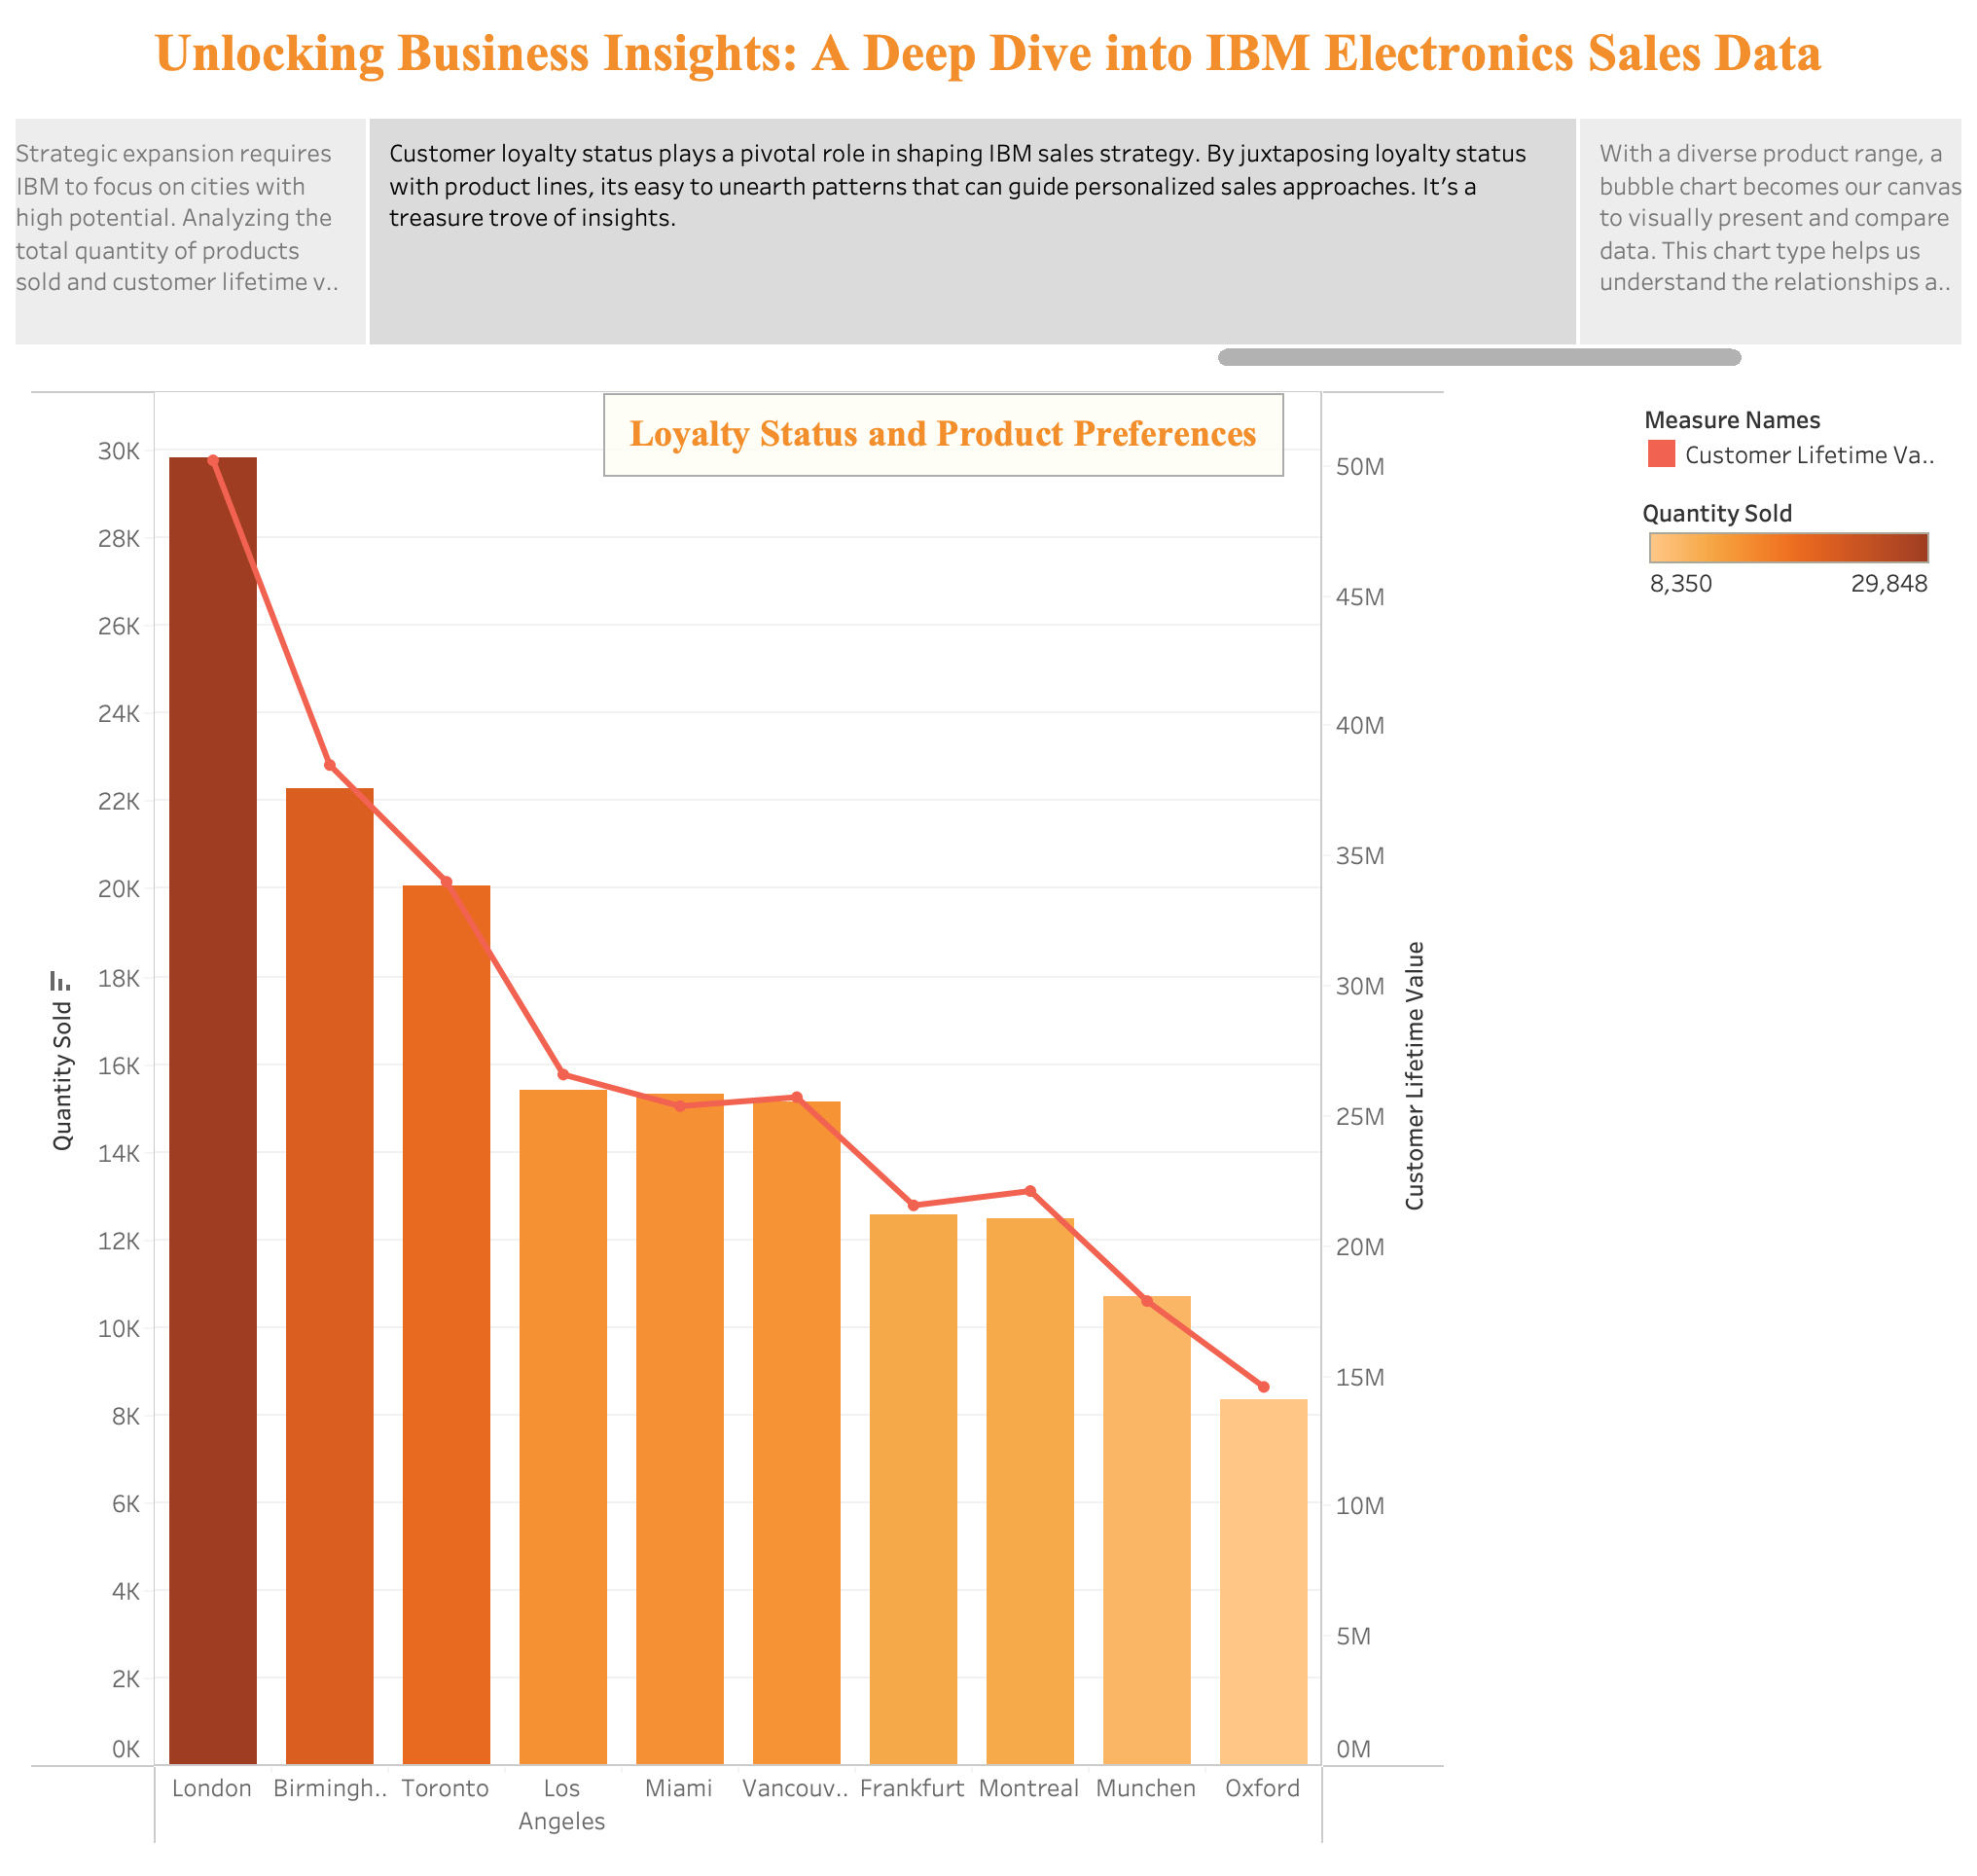 Unlocking Business Insights: A Deep Dive into IBM Electronics Sales Data
Strategic expansion requires
IBM to focus on cities with
high potential. Analyzing the
total quantity of products
sold and customer lifetime v..
Customer loyalty status plays a pivotal role in shaping IBM sales strategy. By juxtaposing loyalty status
with product lines, its easy to unearth patterns that can guide personalized sales approaches. It’s a
treasure trove of insights.
With a diverse product range, a
bubble chart becomes our canvas
to visually present and compare
data. This chart type helps us
understand the relationships a..
Loyalty Status and Product Preferences
Quantity Sold
30K
28K
26K
24K
22K
20K
18K
16K
14K
12K
10K
8K
6K
4K
2K
0K
50M
45M
40M
35M
30M
25M
20M
15M
10M
5M
0M
Customer Lifetime Value
London
Birmingh..
Toronto
Los
Angeles
Miami
Vancouv..
Frankfurt
Montreal
Munchen
Oxford
Measure Names
Customer Lifetime Va..
Quantity Sold
8,350 29,848